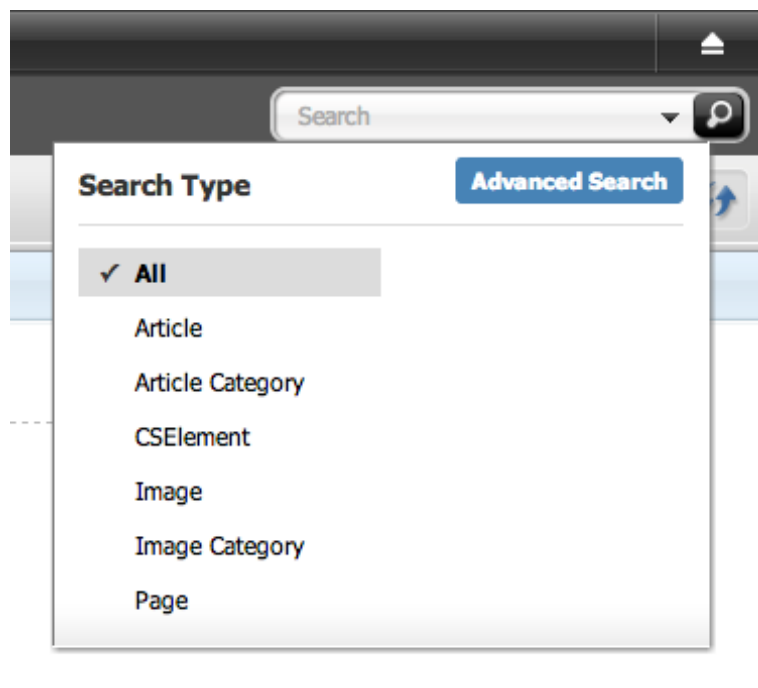 Search
Search Type
Advanced Search
All
Article
Article Category
CSElement
Image
Image Category
Page